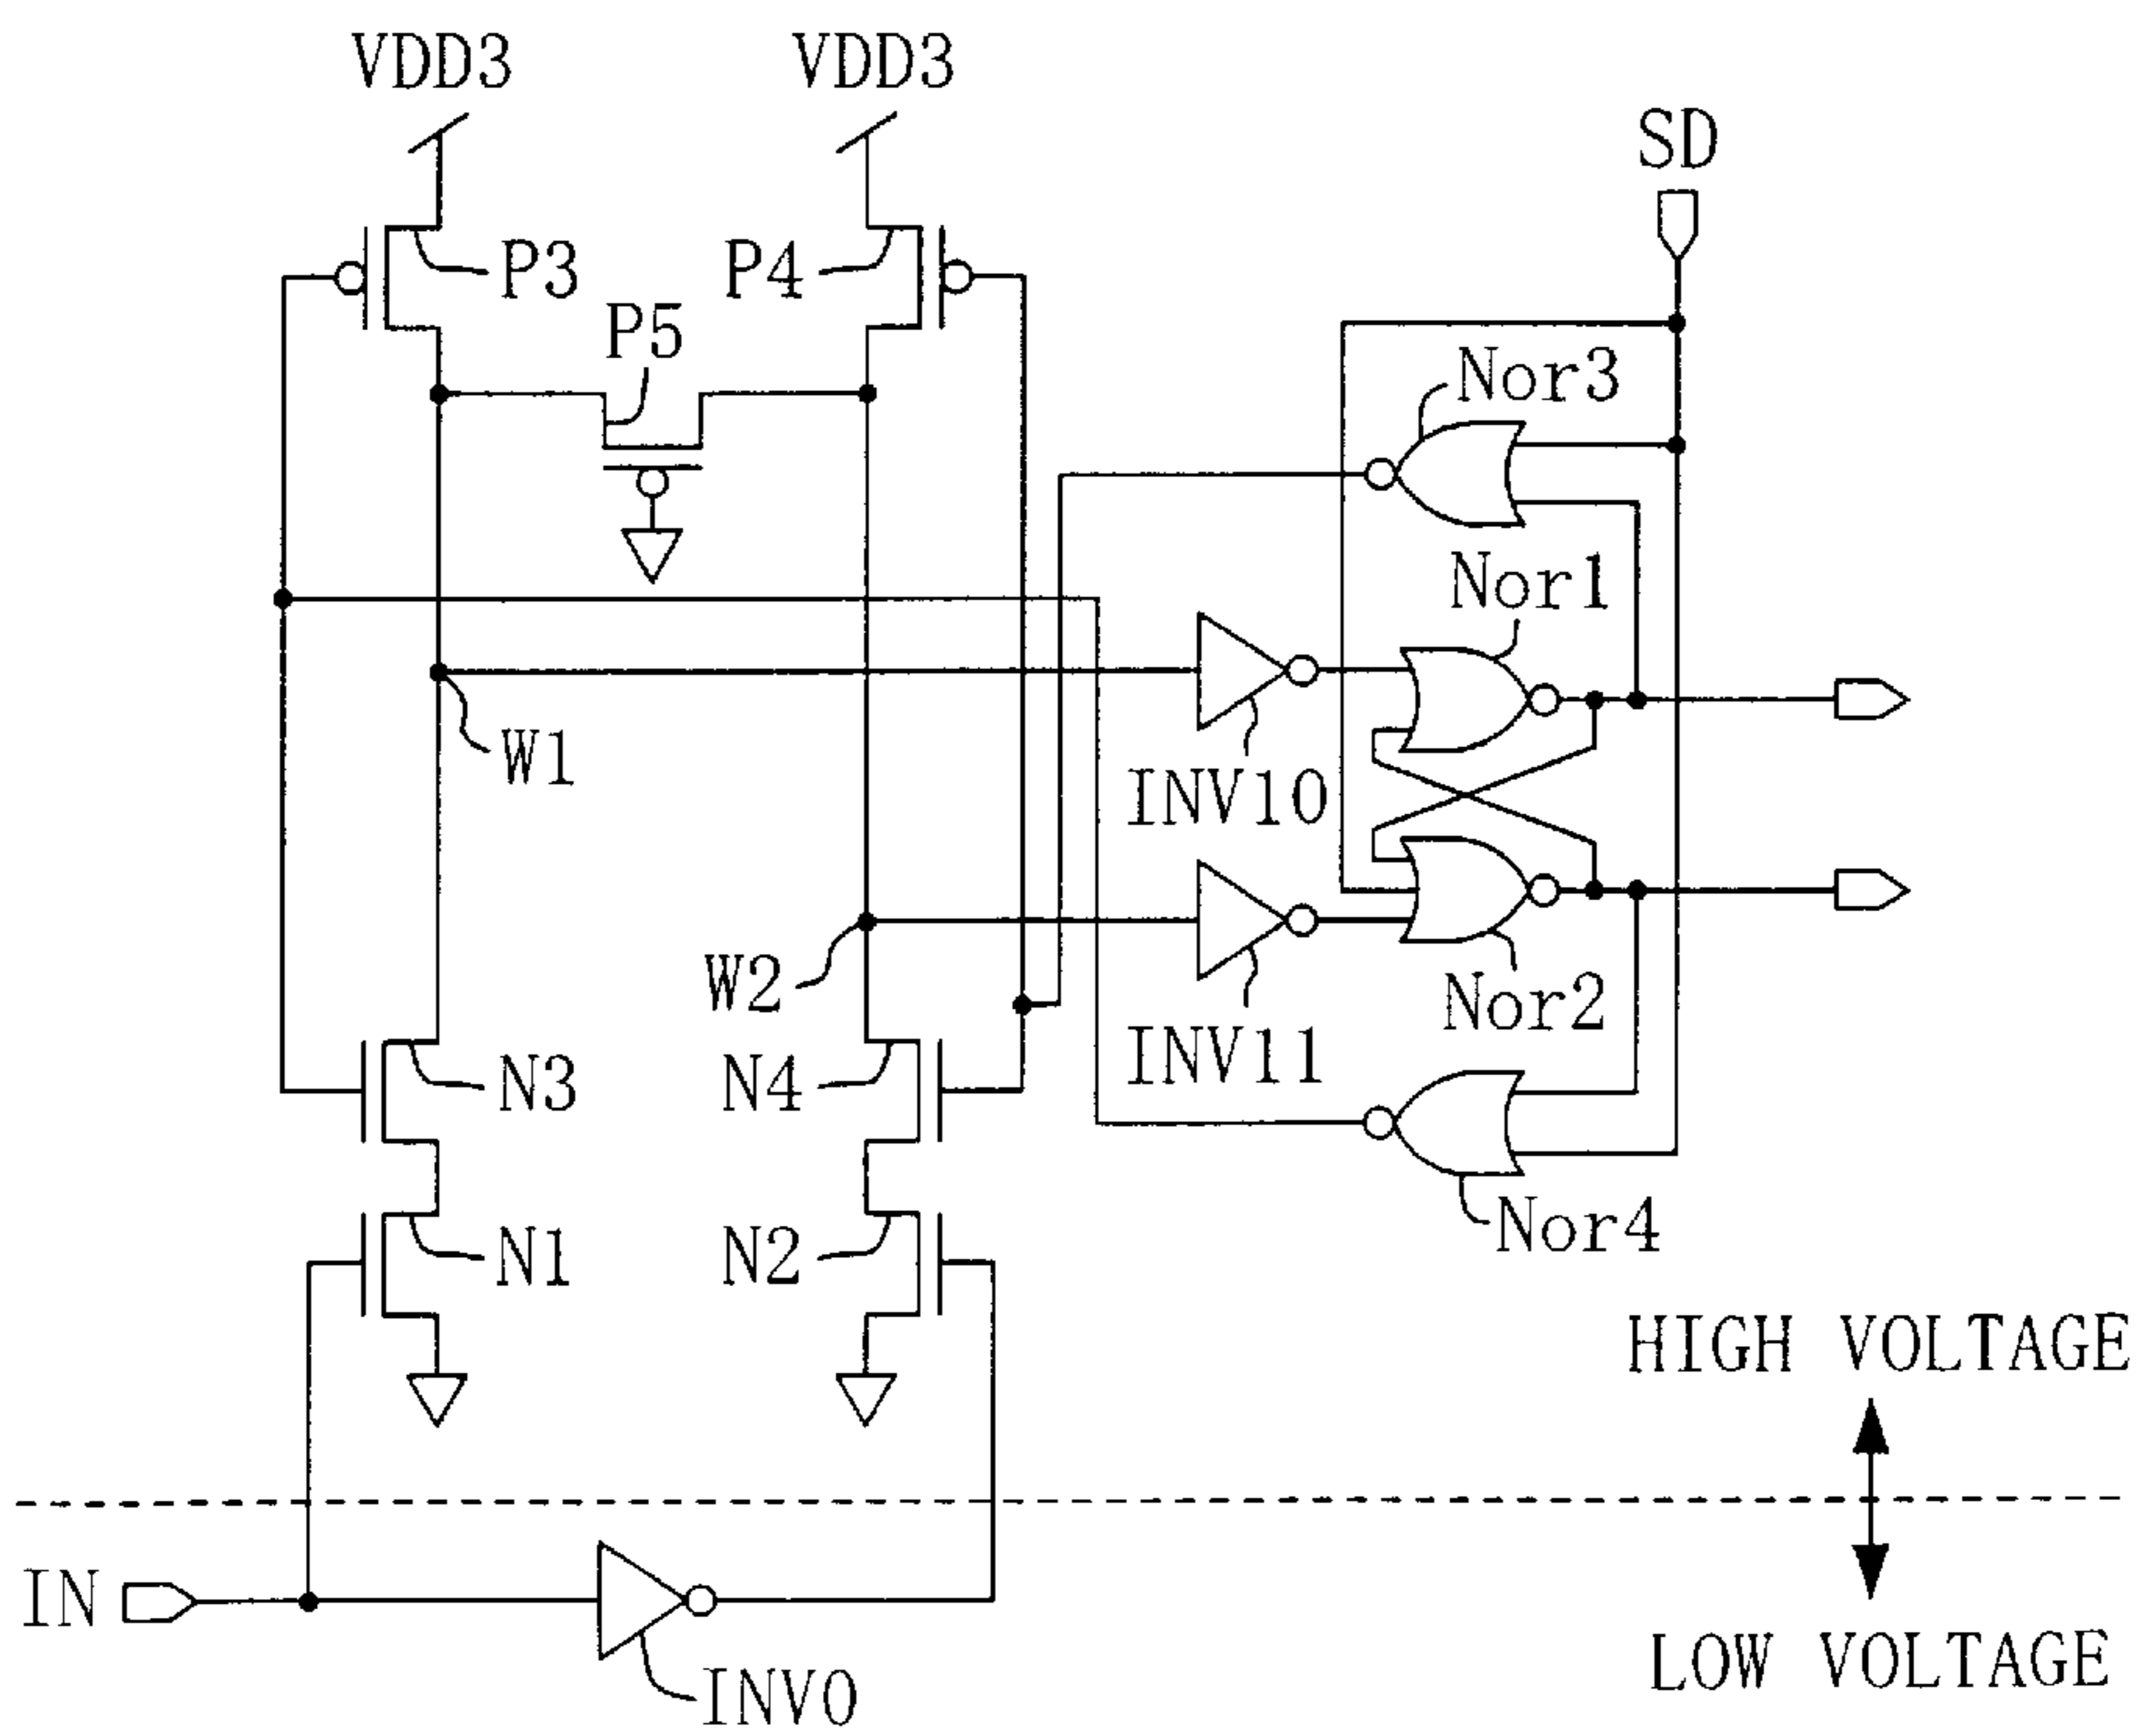 VDD3
VDD3
SD
P3
P4
P5
Nor3
Nor1
W1
INV10
W2
Nor2
N3
N4
INV11
N1
N2
Nor4
HIGH VOLTAGE
IN
LOW VOLTAGE
INV0